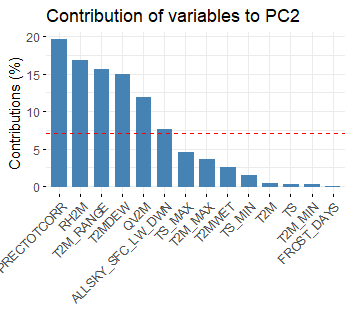 Contribution of variables to PC2
Contributions (%)
20
15
10
5
0
PRECTOTCORR
RH2M
T2M_RANGE
T2MDEW
QV2M
ALLSKY_SFC_LW_DWN
TS_MAX
T2M_MAX
T2MWET
TS_MIN
T2M
TS
T2M_MIN
FROST_DAYS